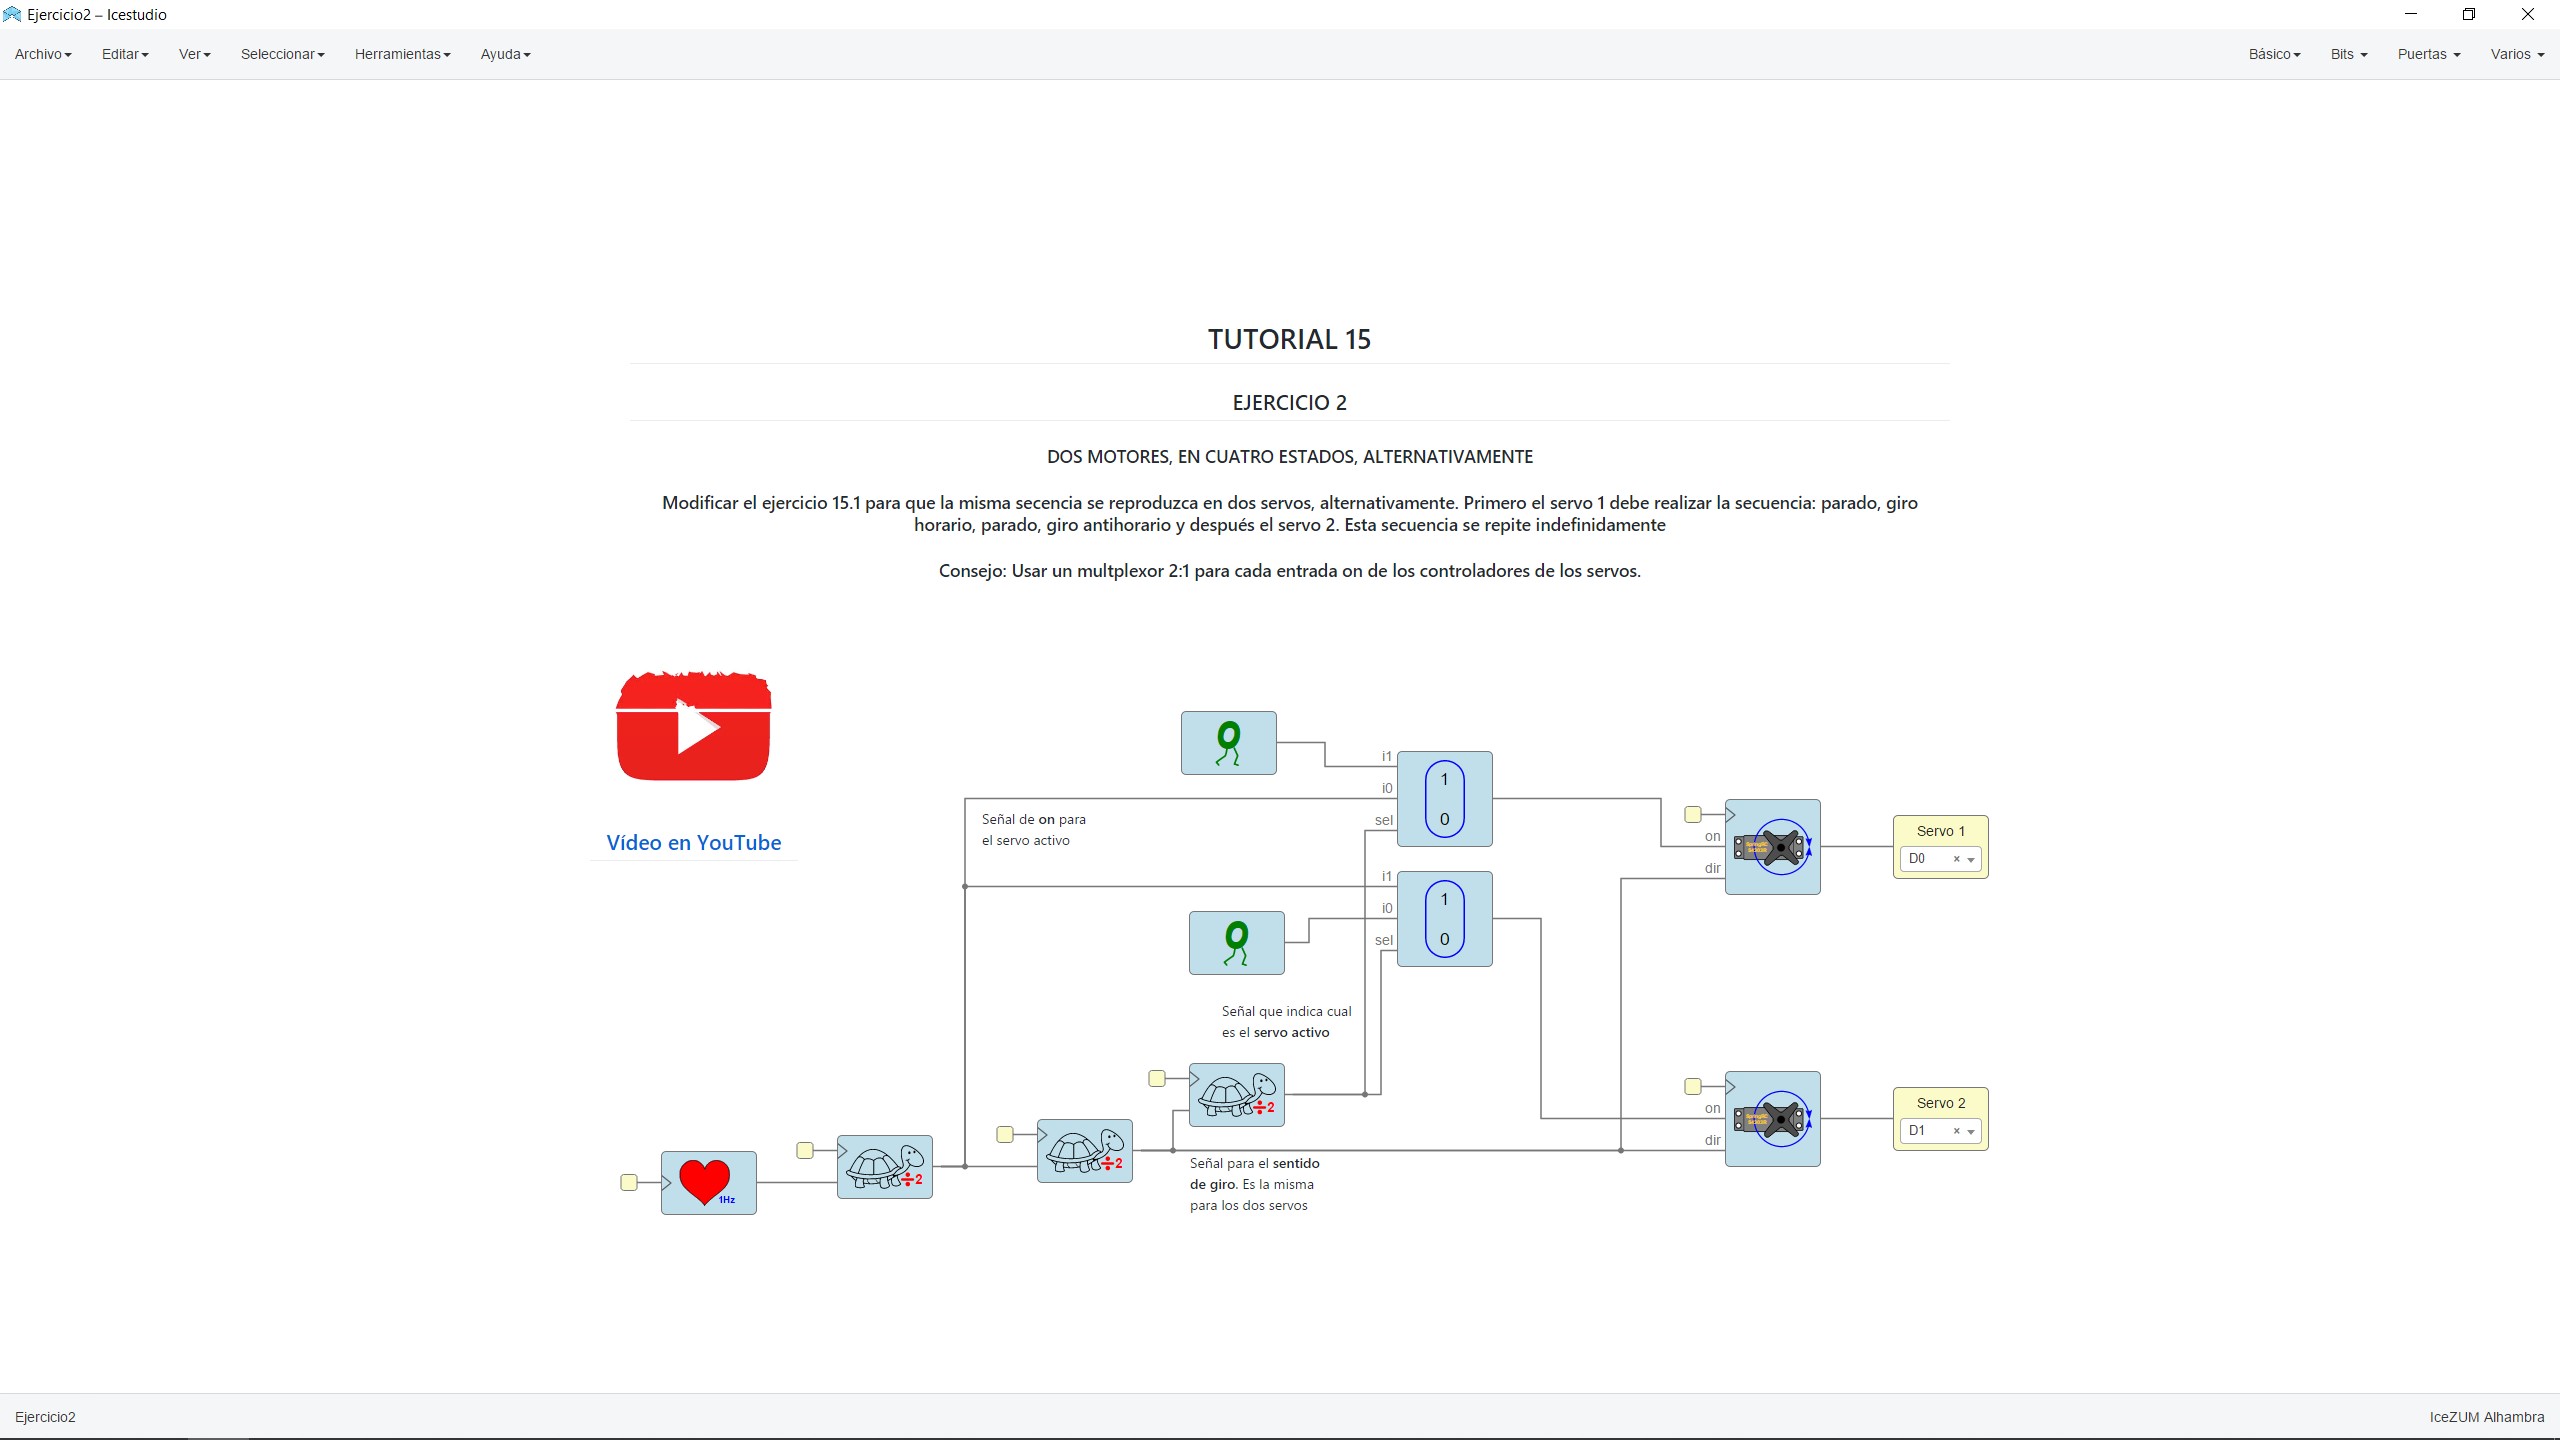 Ejercicio2 – Icestudio
Archivo Editar Ver Seleccionar Herramientas Ayuda Básico Bits Puertas Varios
TUTORIAL 15
EJERCICIO 2
DOS MOTORES, EN CUATRO ESTADOS, ALTERNATIVAMENTE
Modificar el ejercicio 15.1 para que la misma secencia se reproduzca en dos servos, alternativamente. Primero el servo 1 debe realizar la secuencia: parado, giro
horario, parado, giro antihorario y después el servo 2. Esta secuencia se repite indefinidamente
Consejo: Usar un multplexor 2:1 para cada entrada on de los controladores de los servos.
Vídeo en YouTube
0
i1
i0
sel
1
0
Señal de on para
el servo activo
on
dir
Servo 1
D0 ×
0
i1
i0
sel
1
0
Señal que indica cual
es el servo activo
÷2
on
dir
Servo 2
D1 ×
1Hz
÷2
÷2
Señal para el sentido
de giro. Es la misma
para los dos servos
Ejercicio2
IceZUM Alhambra